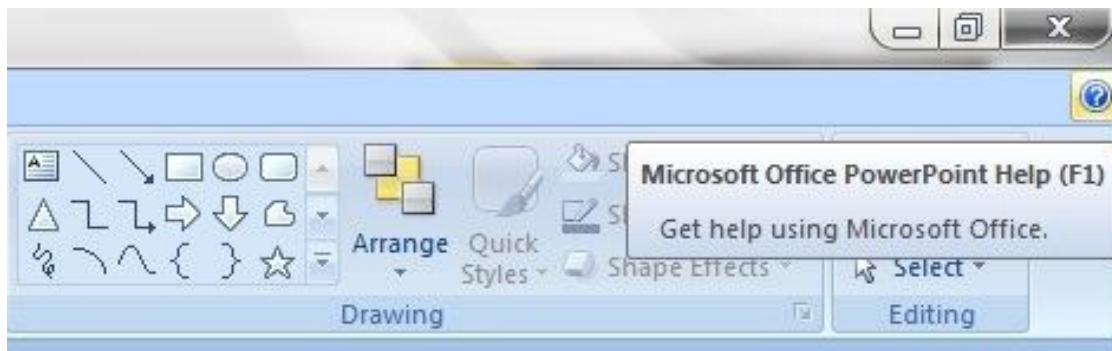 Microsoft Office PowerPoint Help (F1)
Get help using Microsoft Office.
Arrange
Quick
Styles
Shape Effects
Select
Drawing
Editing